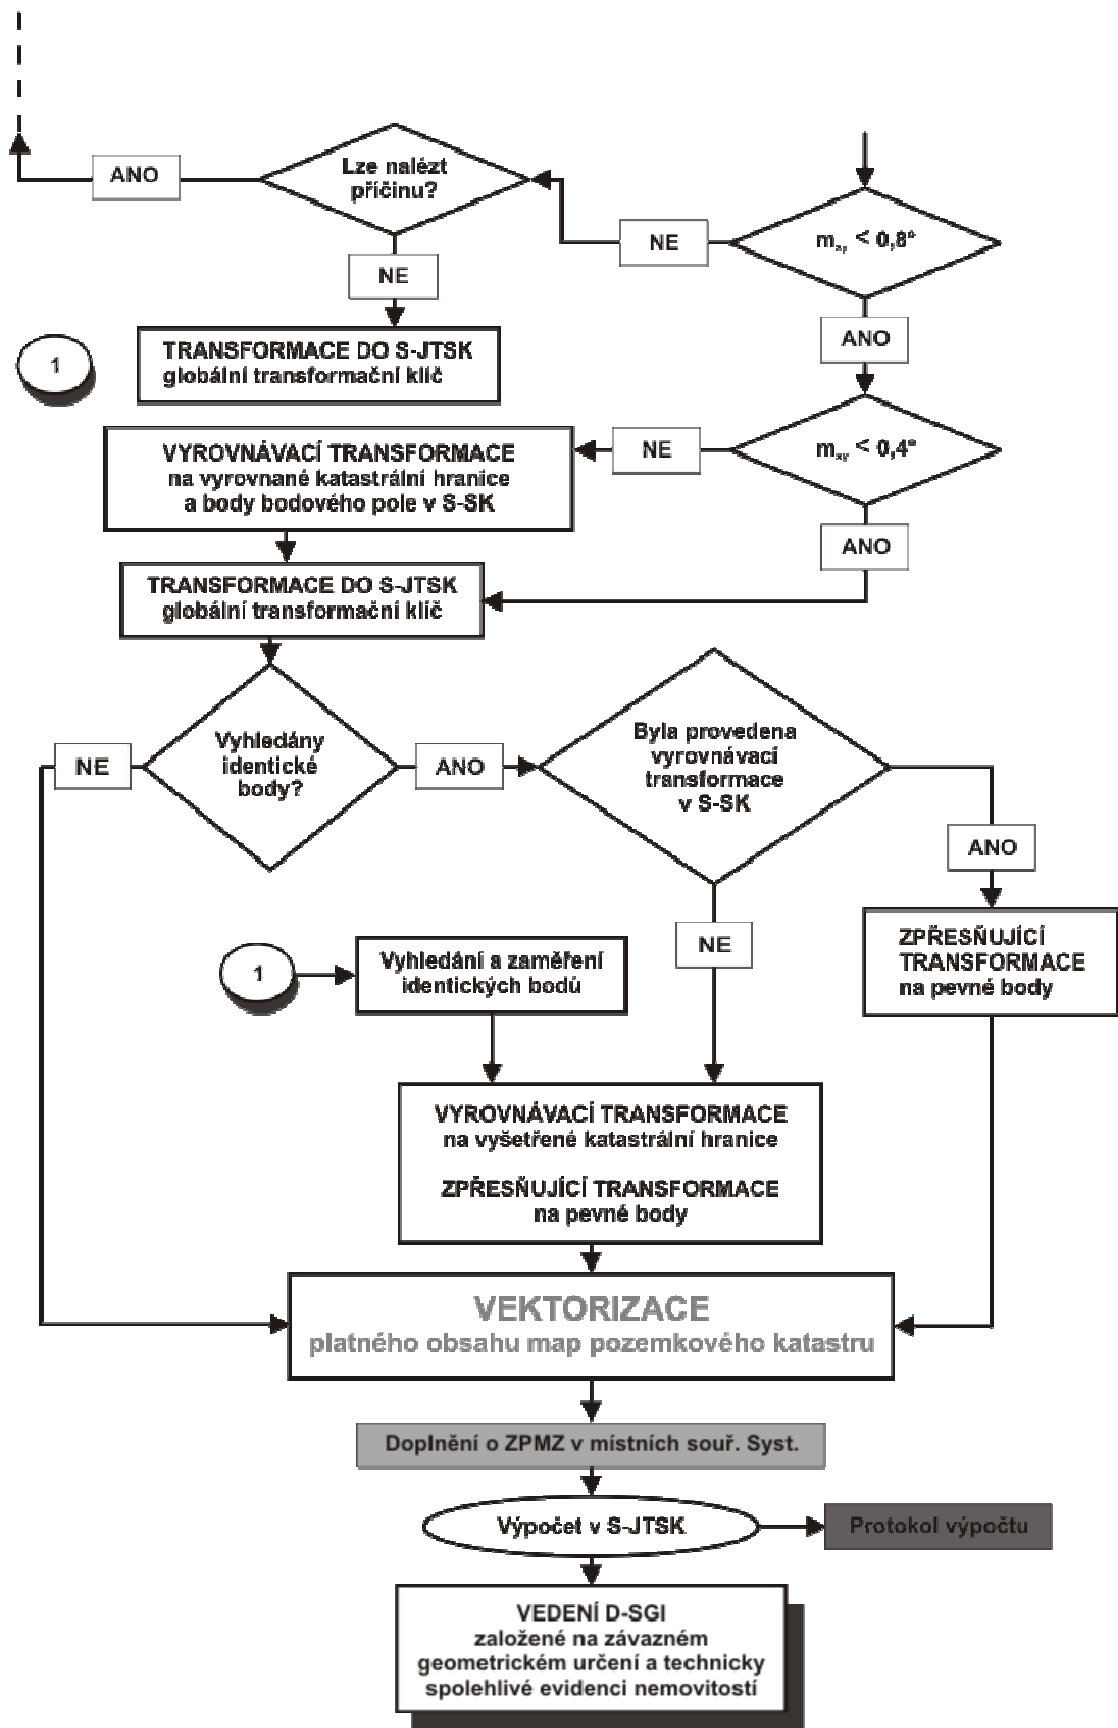 Lze nalézt
příčinu?
ANO
NE
NE
mxy < 0,8°
ANO
1
TRANSFORMACE DO S-JTSK
globální transformační klíč
mxy < 0,4°
NE
VYROVNÁVACÍ TRANSFORMACE
na vyrovnané katastrální hranice
a body bodového pole v S-SK
ANO
TRANSFORMACE DO S-JTSK
globální transformační klíč
Vyhledány
identické
body?
NE
ANO
Byla provedena
vyrovnávací
transformace
v S-SK
ANO
NE
ZPŘESŇUJÍCÍ
TRANSFORMACE
na pevné body
1
Vyhledání a zaměření
identických bodů
VYROVNÁVACÍ TRANSFORMACE
na vyšetřené katastrální hranice
ZPŘESŇUJÍCÍ TRANSFORMACE
na pevné body
VEKTORIZACE
platného obsahu map pozemkového katastru
Doplnění o ZPMZ v místních souř. Syst.
Výpočet v S-JTSK
Protokol výpočtu
VEDENÍ D-SGI
založené na závazném
geometrickém určení a technicky
spolehlivé evidenci nemovitostí